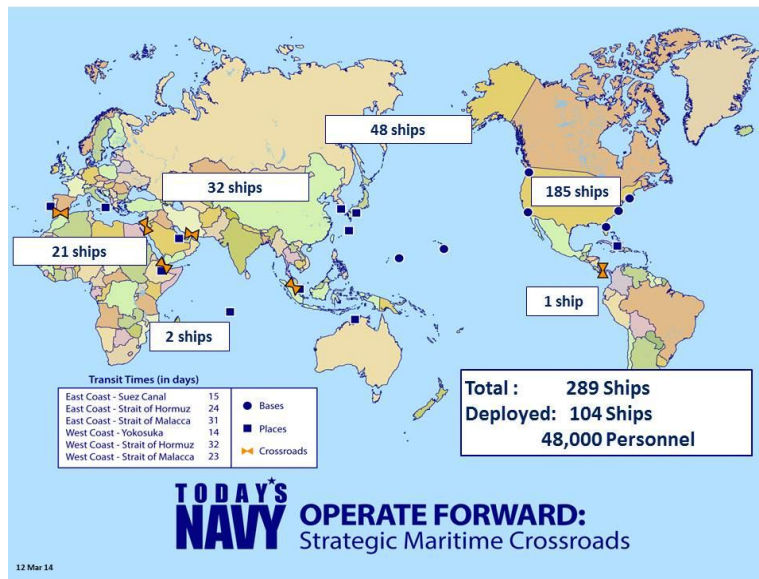 48 ships
32 ships
185 ships
21 ships
1 ship
2 ships
Transit Times (in days)
East Coast - Suez Canal 15
East Coast - Strait of Hormuz 24
East Coast - Strait of Malacca 31
West Coast - Yokosuka 14
West Coast - Strait of Hormuz 32
West Coast - Strait of Malacca 23
Bases
Places
Crossroads
Total : 289 Ships
Deployed: 104 Ships
48,000 Personnel
TODAY'S
NAVY
OPERATE FORWARD:
Strategic Maritime Crossroads
12 Mar 14